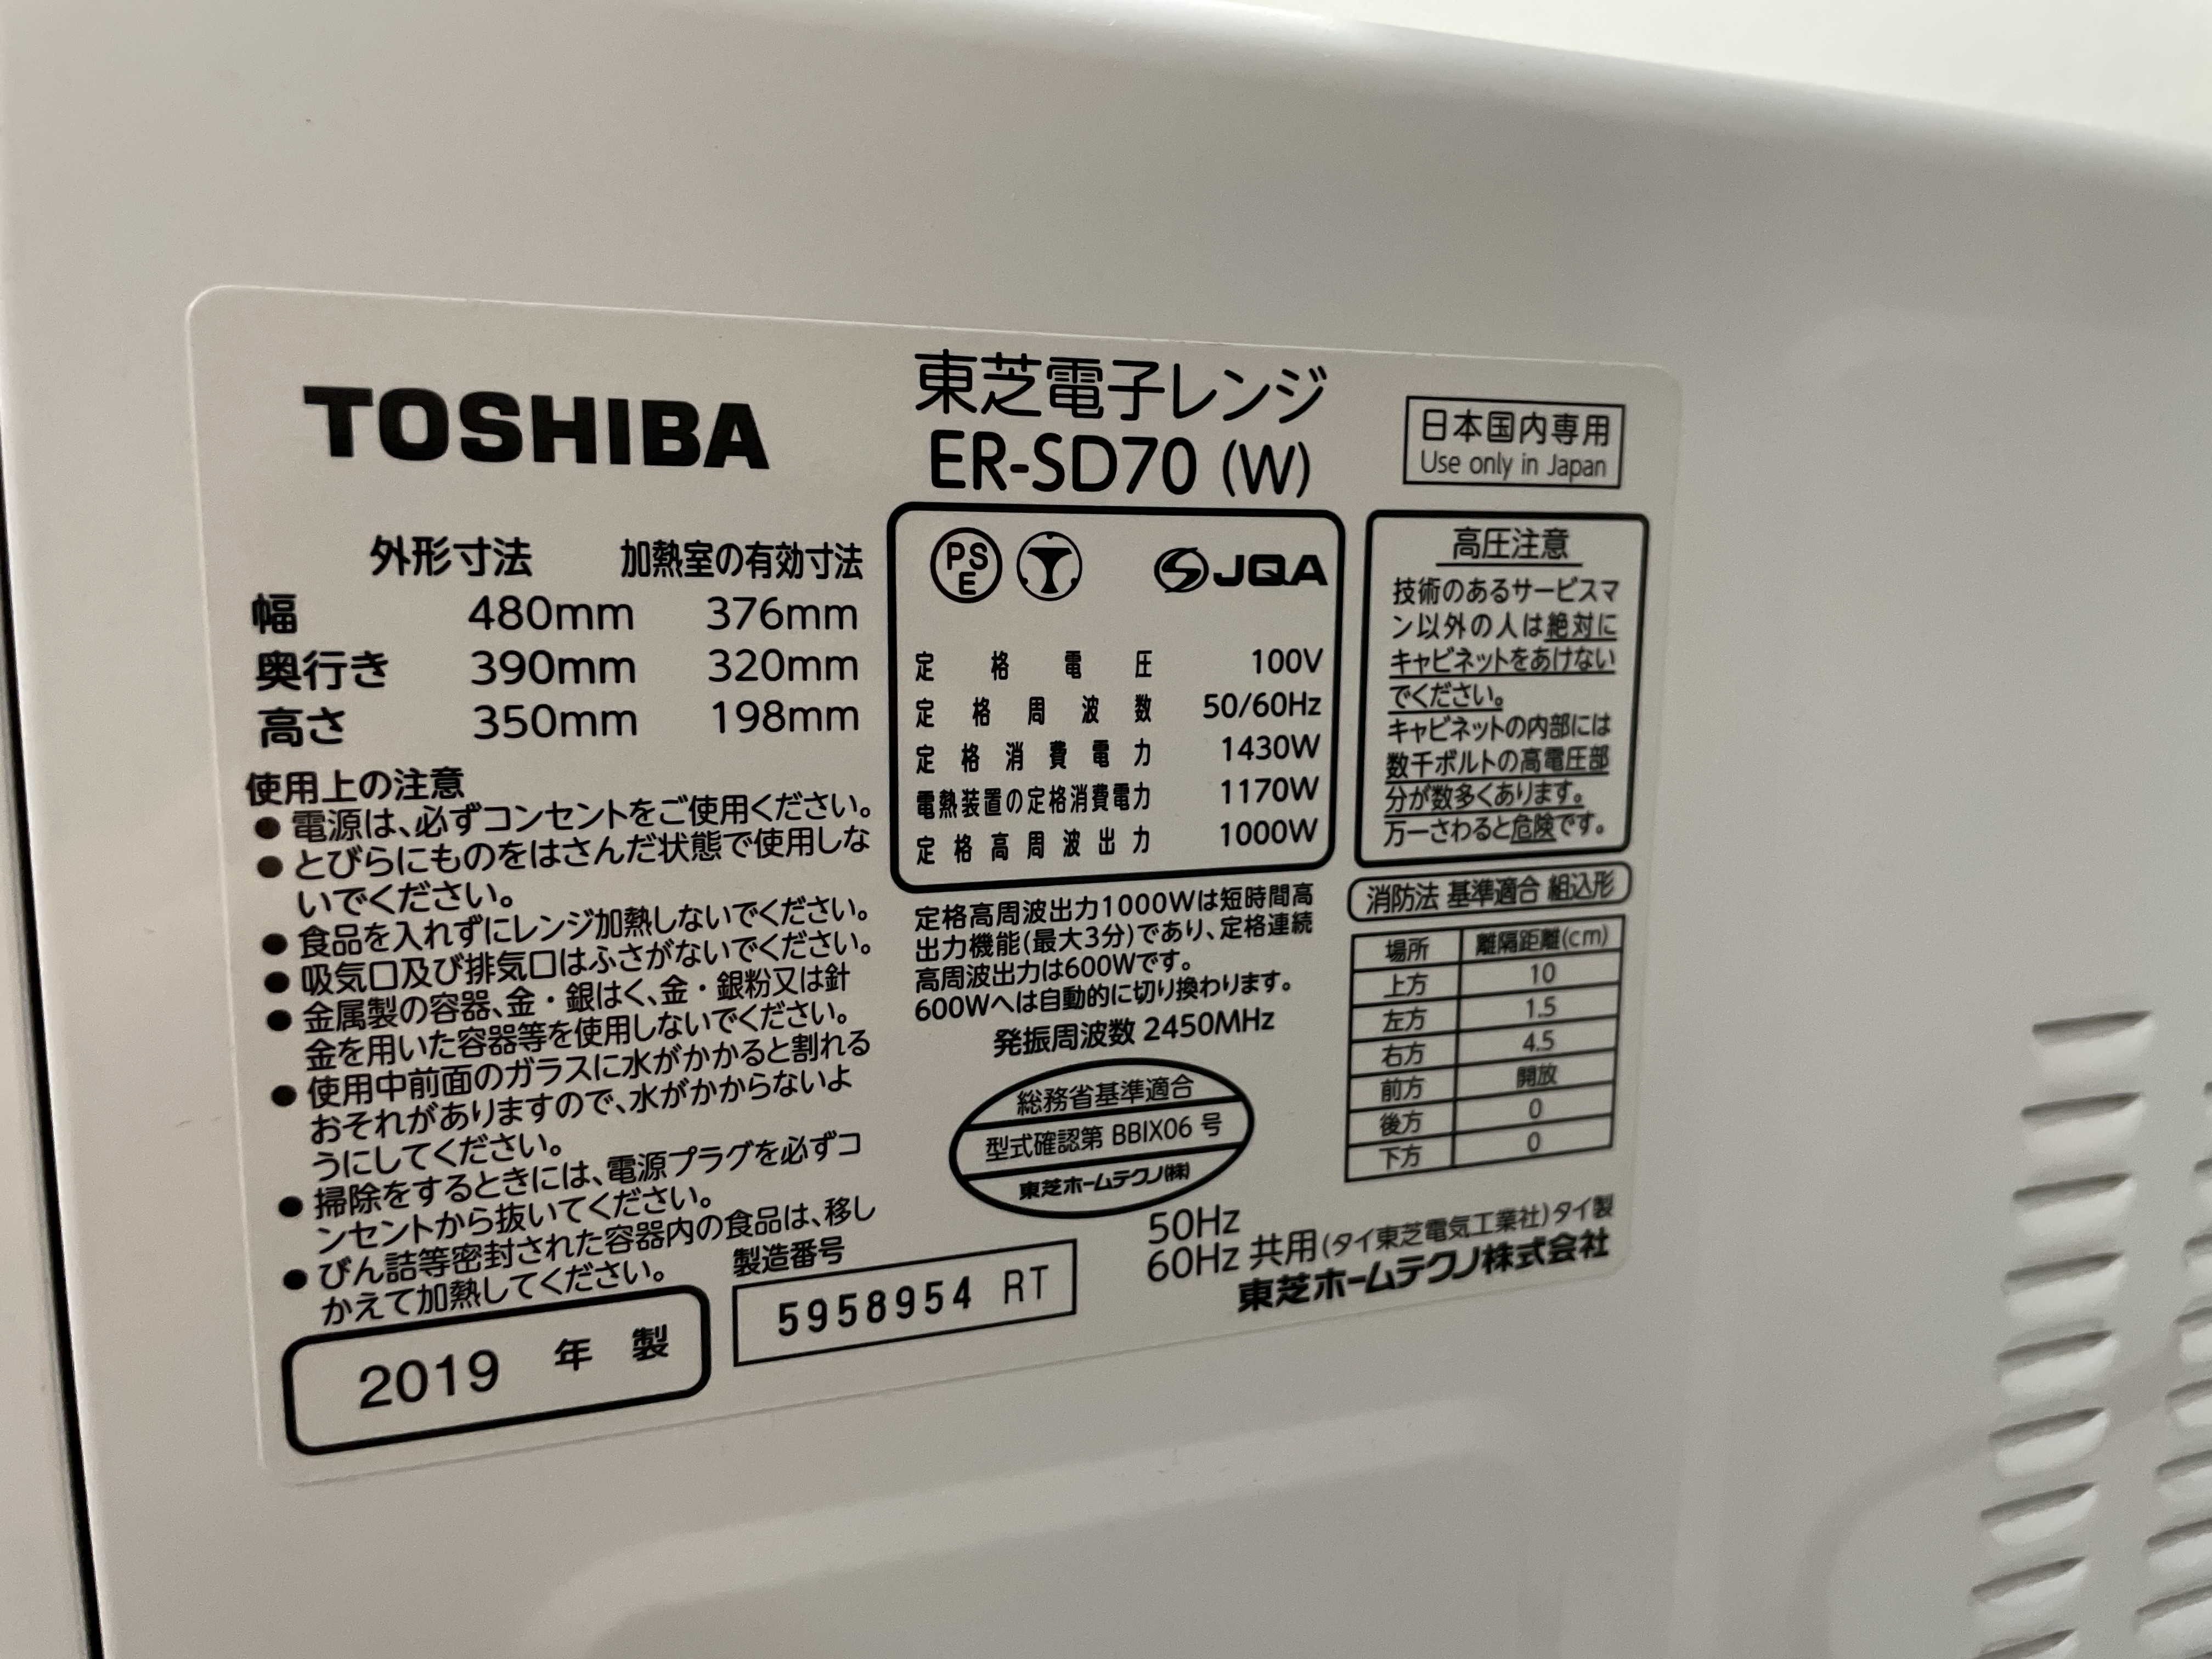 TOSHIBA
東芝電子レンジ
ER-SD70 (W)
日本国内専用
Use only in Japan
外形寸法 加熱室の有効寸法
幅 480mm 376mm
奥行き 390mm 320mm
高さ 350mm 198mm
使用上の注意
● 電源は、必ずコンセントをご使用ください。
● とびらにものをはさんだ状態で使用しな
いでください。
● 食品を入れずにレンジ加熱しないでください。
● 吸気口及び排気口はふさがないでください。
● 金属製の容器、金・銀はく、金・銀粉又は針
金を用いた容器等を使用しないでください。
● 使用中前面のガラスに水がかかると割れる
おそれがありますので、水がかからないよ
うにしてください。
● 掃除をするときには、電源プラグを必ずコ
ンセントから抜いてください。
● びん詰等密封された容器内の食品は、移し
かえて加熱してください。
2019 年 製
製造番号
5958954 RT
PS
E
JQA
定格電圧 100V
定格周波数 50/60Hz
定格消費電力 1430W
電熱装置の定格消費電力 1170W
定格高周波出力 1000W
定格高周波出力1000Wは短時間高
出力機能(最大3分)であり、定格連続
高周波出力は600Wです。
600Wへは自動的に切り換わります。
発振周波数 2450MHz
総務省基準適合
型式確認第 BBIX06 号
東芝ホームテクノ(株)
高圧注意
技術のあるサービスマ
ン以外の人は絶対に
キャビネットをあけない
でください。
キャビネットの内部には
数千ボルトの高電圧部
分が数多くあります。
万一さわると危険です。
消防法 基準適合 組込形
場所 離隔距離(cm)
上方 10
左方 1.5
右方 4.5
前方 開放
後方 0
下方 0
50Hz
60Hz 共用 (タイ東芝電気工業社)タイ製
東芝ホームテクノ株式会社